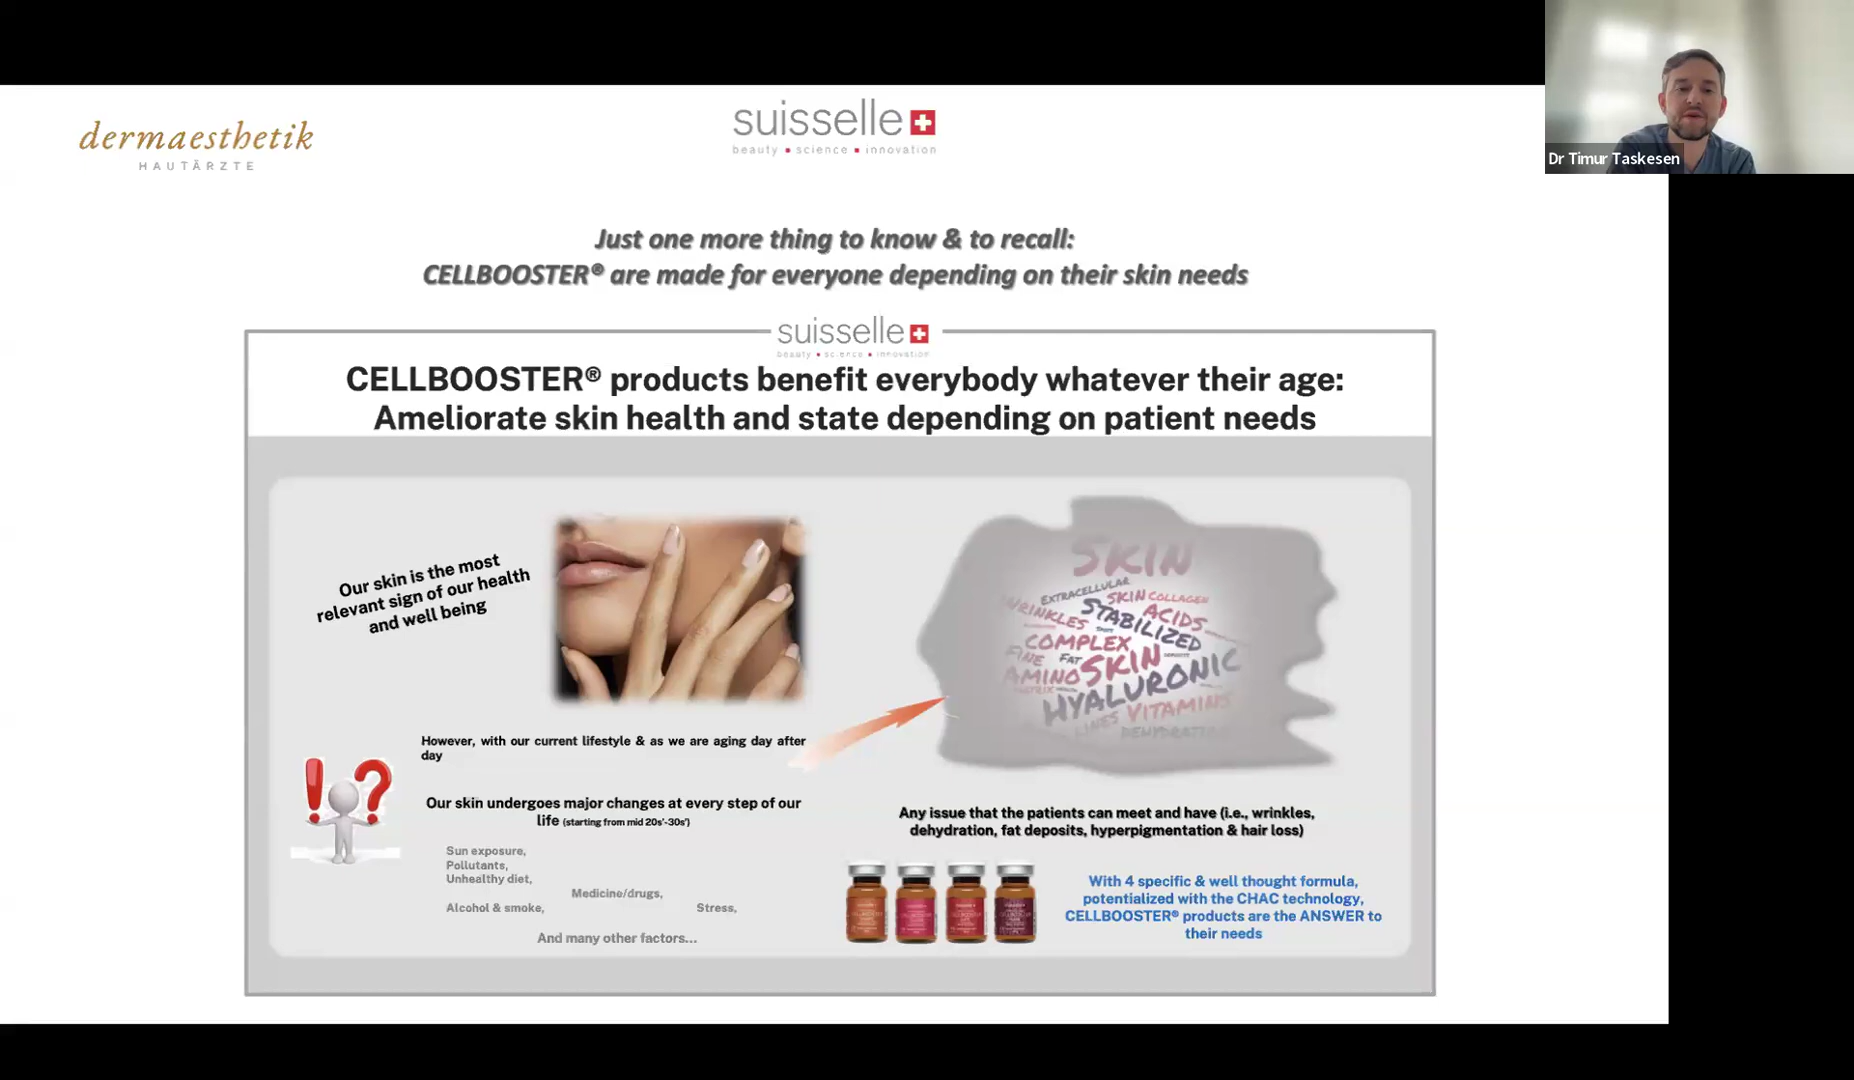 dermaesthetik
HAUTÄRZTE
suisselle
beauty ▪ science ▪ innovation
Dr Timur Taskesen
Just one more thing to know & to recall:
CELLBOOSTER® are made for everyone depending on their skin needs
suisselle
beauty ▪ science ▪ innovation
CELLBOOSTER® products benefit everybody whatever their age:
Ameliorate skin health and state depending on patient needs
Our skin is the most
relevant sign of our health
and well being
SKIN
EXTRACELLULAR
SKIN COLLAGEN
WRINKLES
STABILIZED
ACIDS
COMPLEX
FINE
FAT
SKIN
AMINO
HYALURONIC
MATRIX
LINES
VITAMINS
However, with our current lifestyle & as we are aging day after
day
Our skin undergoes major changes at every step of our
life (starting from mid 20s'-30s')
Sun exposure,
Pollutants,
Unhealthy diet,
Medicine/drugs,
Alcohol & smoke,
Stress,
And many other factors...
Any issue that the patients can meet and have (i.e., wrinkles,
dehydration, fat deposits, hyperpigmentation & hair loss)
With 4 specific & well thought formula,
potentialized with the CHAC technology,
CELLBOOSTER® products are the ANSWER to
their needs